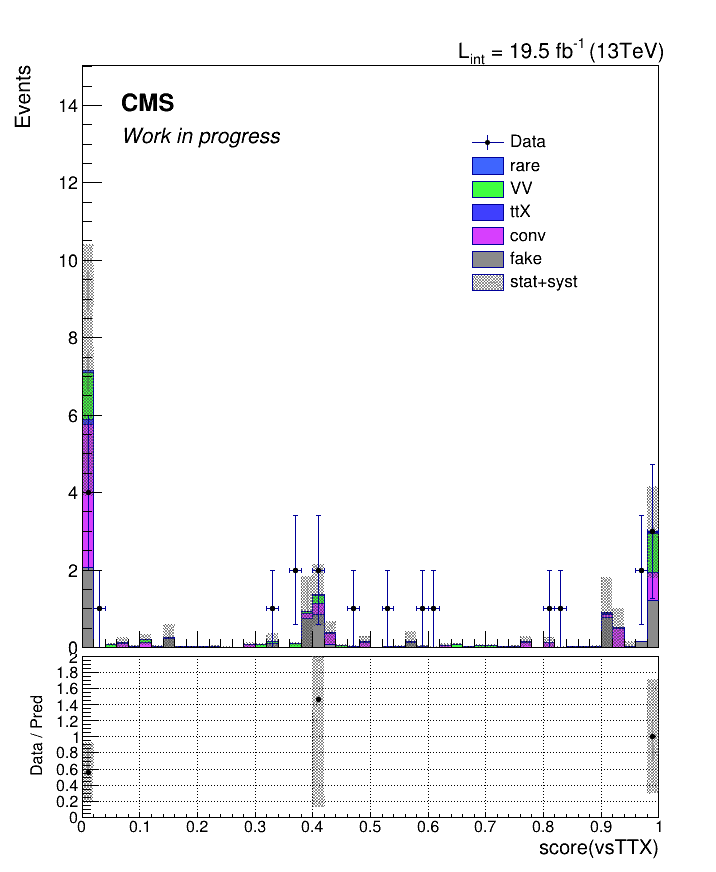 L_int = 19.5 fb^-1 (13TeV)
Events
CMS
Work in progress
Data
rare
VV
ttX
conv
fake
stat+syst
14
12
10
8
6
4
2
0
Data / Pred
2
1.8
1.6
1.4
1.2
1
0.8
0.6
0.4
0.2
0
0 0.1 0.2 0.3 0.4 0.5 0.6 0.7 0.8 0.9 1
score(vsTTX)